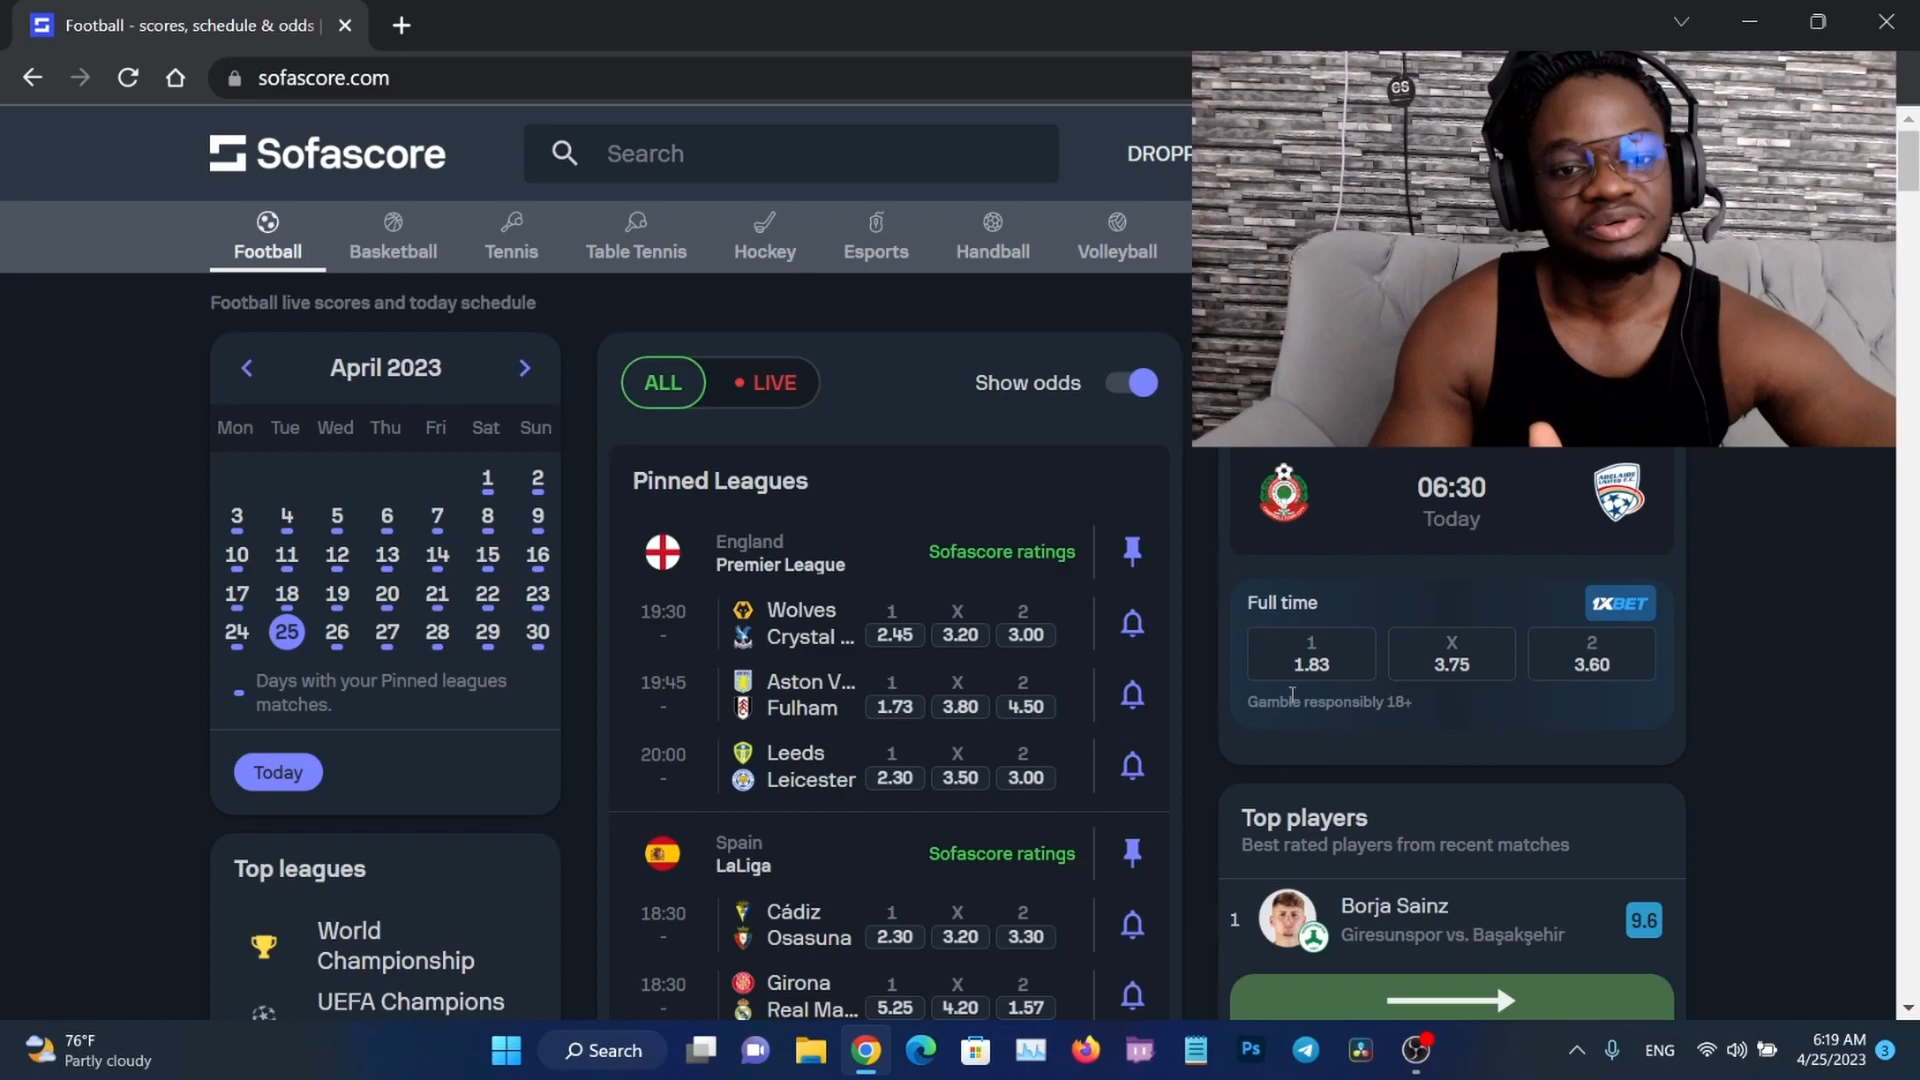 Football - scores, schedule & odds |
sofascore.com
Sofascore
Search
DROPP
Football
Basketball
Tennis
Table Tennis
Hockey
Esports
Handball
Volleyball
Football live scores and today schedule
April 2023
Mon Tue Wed Thu Fri Sat Sun
1 2
3 4 5 6 7 8 9
10 11 12 13 14 15 16
17 18 19 20 21 22 23
24 25 26 27 28 29 30
Days with your Pinned leagues
matches.
Today
Top leagues
World
Championship
UEFA Champions
ALL
LIVE
Show odds
Pinned Leagues
England
Premier League
Sofascore ratings
19:30 Wolves 1 X 2
- Crystal ... 2.45 3.20 3.00
19:45 Aston V... 1 X 2
- Fulham 1.73 3.80 4.50
20:00 Leeds 1 X 2
- Leicester 2.30 3.50 3.00
Spain
LaLiga
Sofascore ratings
18:30 Cádiz 1 X 2
- Osasuna 2.30 3.20 3.30
18:30 Girona 1 X 2
- Real Ma... 5.25 4.20 1.57
06:30
Today
ADELAIDE
UNITED F.C.
Full time
1XBET
1 X 2
1.83 3.75 3.60
Gamble responsibly 18+
Top players
Best rated players from recent matches
1 Borja Sainz 9.6
Giresunspor vs. Başakşehir
76°F
Partly cloudy
Search
Ps
ENG
6:19 AM
4/25/2023
3